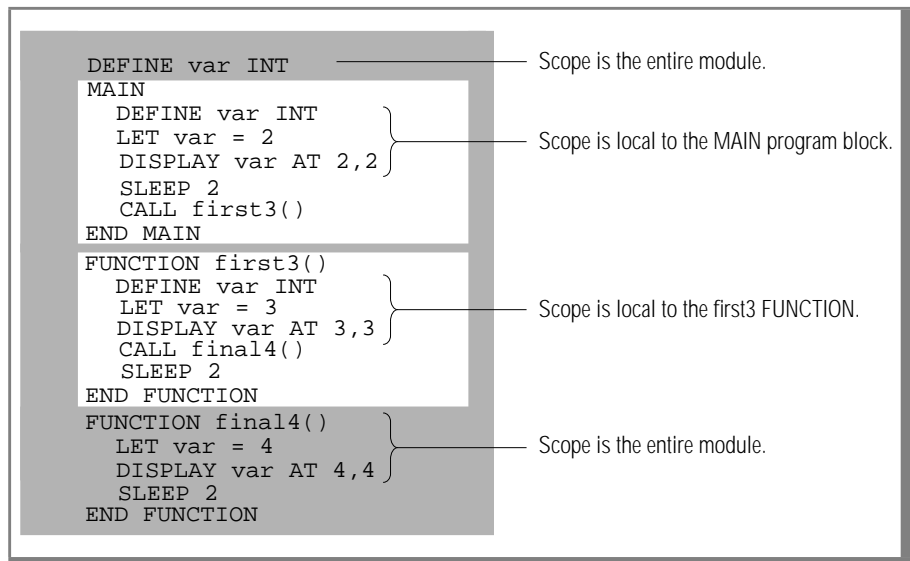 DEFINE var INT
Scope is the entire module.
MAIN
DEFINE var INT
LET var = 2
DISPLAY var AT 2,2
Scope is local to the MAIN program block.
SLEEP 2
CALL first3()
END MAIN
FUNCTION first3()
DEFINE var INT
LET var = 3
DISPLAY var AT 3,3
Scope is local to the first3 FUNCTION.
CALL final4()
SLEEP 2
END FUNCTION
FUNCTION final4()
LET var = 4
DISPLAY var AT 4,4
Scope is the entire module.
SLEEP 2
END FUNCTION